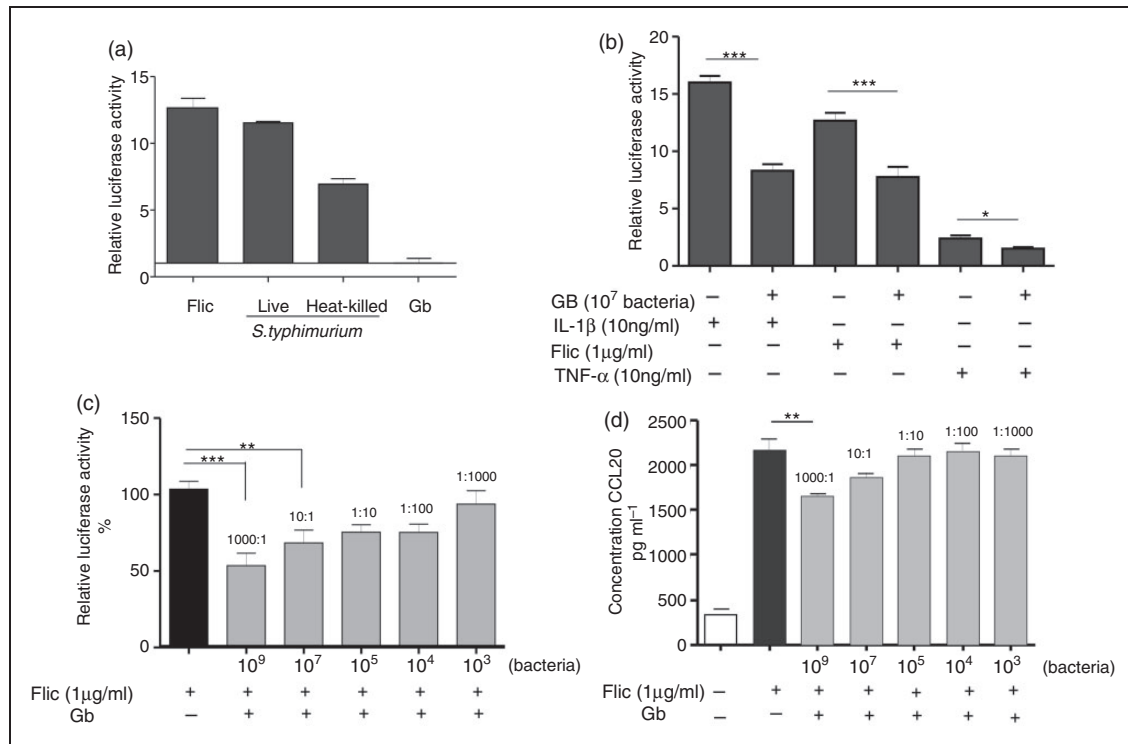 (a)
Relative luciferase activity
15
10
5
0
Flic Live Heat-killed Gb
S.typhimurium
(b)
Relative luciferase activity
20
15
10
5
0
*** *** *
GB (10⁷ bacteria) – + – + – +
IL-1β (10ng/ml) + + – – – –
Flic (1μg/ml) – – + + – –
TNF-α (10ng/ml) – – – – + +
(c)
Relative luciferase activity
%
150
100
50
0
**
***
1000:1 10:1 1:10 1:100 1:1000
10⁹ 10⁷ 10⁵ 10⁴ 10³ (bacteria)
Flic (1μg/ml) + + + + + +
Gb – + + + + +
(d)
Concentration CCL20
pg ml⁻¹
2500
2000
1500
1000
500
0
**
1000:1 10:1 1:10 1:100 1:1000
10⁹ 10⁷ 10⁵ 10⁴ 10³ (bacteria)
Flic (1μg/ml) – + + + + + +
Gb – – + + + + +